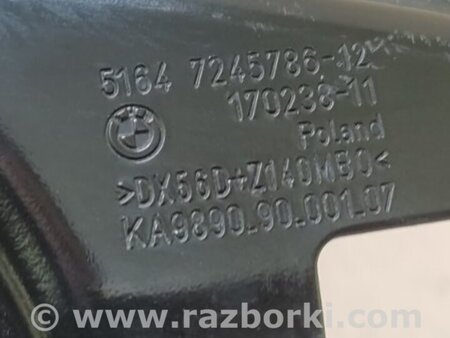 5164 7245786-12
170238-11
Poland
>DX56D+Z140MBO<
KA9890_90_001_07
www.razborki.com